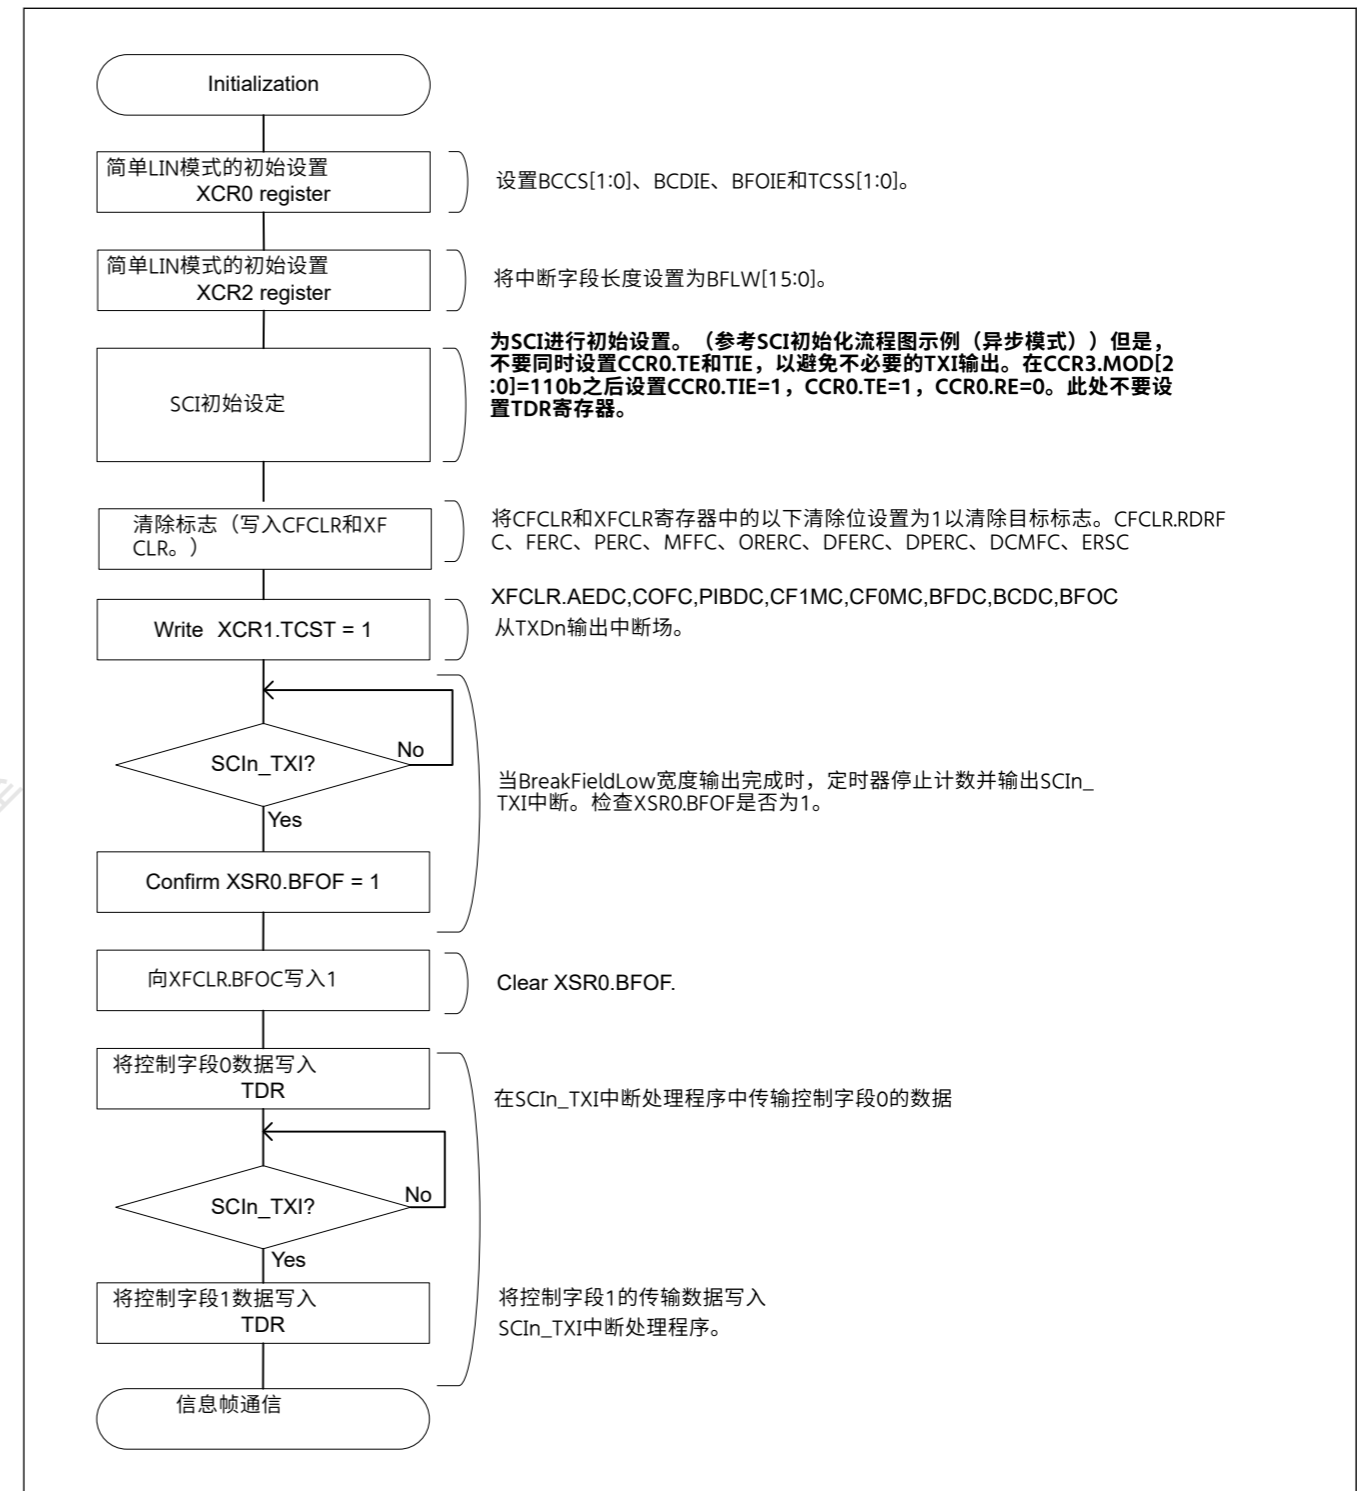 Initialization
简单LIN模式的初始设置
XCR0 register
设置BCCS[1:0]、BCDIE、BFOIE和TCSS[1:0]。
简单LIN模式的初始设置
XCR2 register
将中断字段长度设置为BFLW[15:0]。
为SCI进行初始设置。（参考SCI初始化流程图示例（异步模式））但是，
不要同时设置CCR0.TE和TIE，以避免不必要的TXI输出。在CCR3.MOD[2
:0]=110b之后设置CCR0.TIE=1，CCR0.TE=1，CCR0.RE=0。此处不要设
置TDR寄存器。
SCI初始设定
清除标志（写入CFCLR和XF
CLR。）
将CFCLR和XFCLR寄存器中的以下清除位设置为1以清除目标标志。CFCLR.RDRF
C、FERC、PERC、MFFC、ORERC、DFERC、DPERC、DCMFC、ERSC
XFCLR.AEDC,COFC,PIBDC,CF1MC,CF0MC,BFDC,BCDC,BFOC
Write XCR1.TCST = 1
从TXDn输出中断场。
SCIn_TXI?
No
Yes
当BreakFieldLow宽度输出完成时，定时器停止计数并输出SCIn_
TXI中断。检查XSR0.BFOF是否为1。
Confirm XSR0.BFOF = 1
向XFCLR.BFOC写入1
Clear XSR0.BFOF.
将控制字段0数据写入
TDR
在SCIn_TXI中断处理程序中传输控制字段0的数据
SCIn_TXI?
No
Yes
将控制字段1数据写入
TDR
将控制字段1的传输数据写入
SCIn_TXI中断处理程序。
信息帧通信